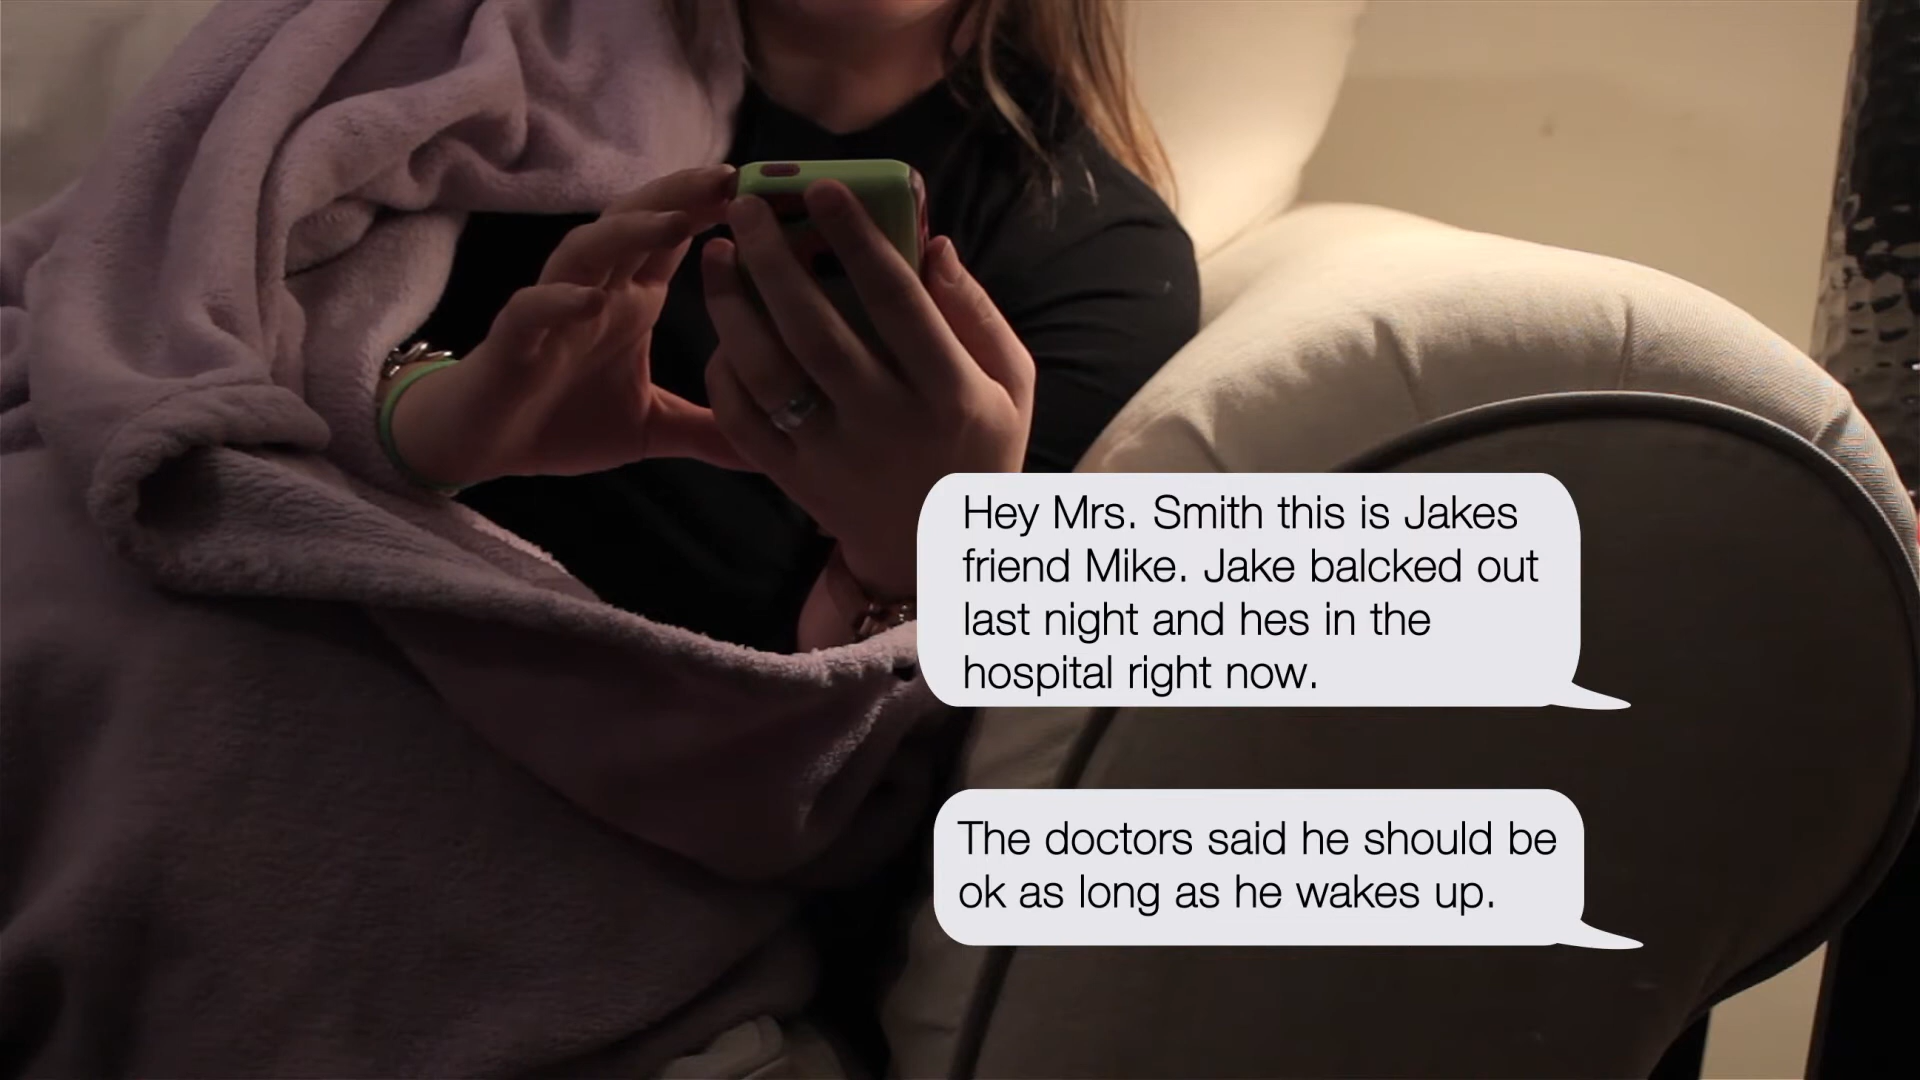 Hey Mrs. Smith this is Jakes
friend Mike. Jake balcked out
last night and hes in the
hospital right now.
The doctors said he should be
ok as long as he wakes up.